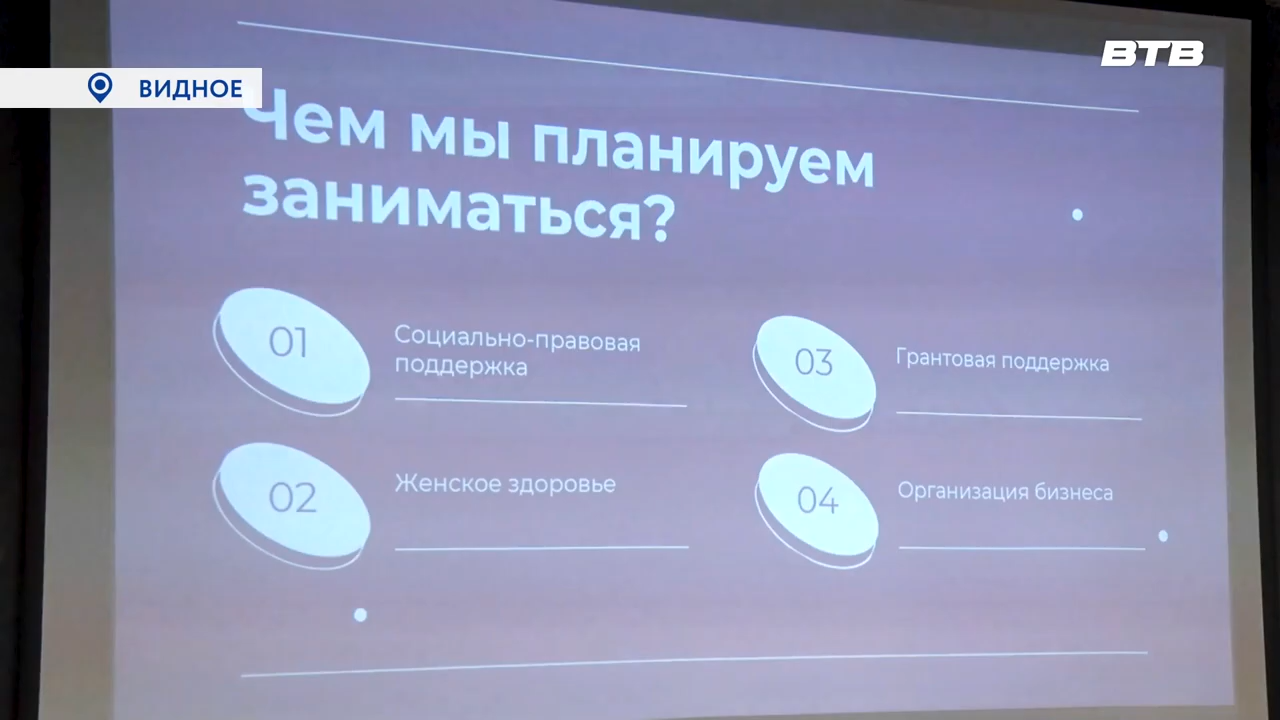 ВТВ
ВИДНОЕ
Чем мы планируем
заниматься?
01
Социально-правовая
поддержка
02
Женское здоровье
03
Грантовая поддержка
04
Организация бизнеса